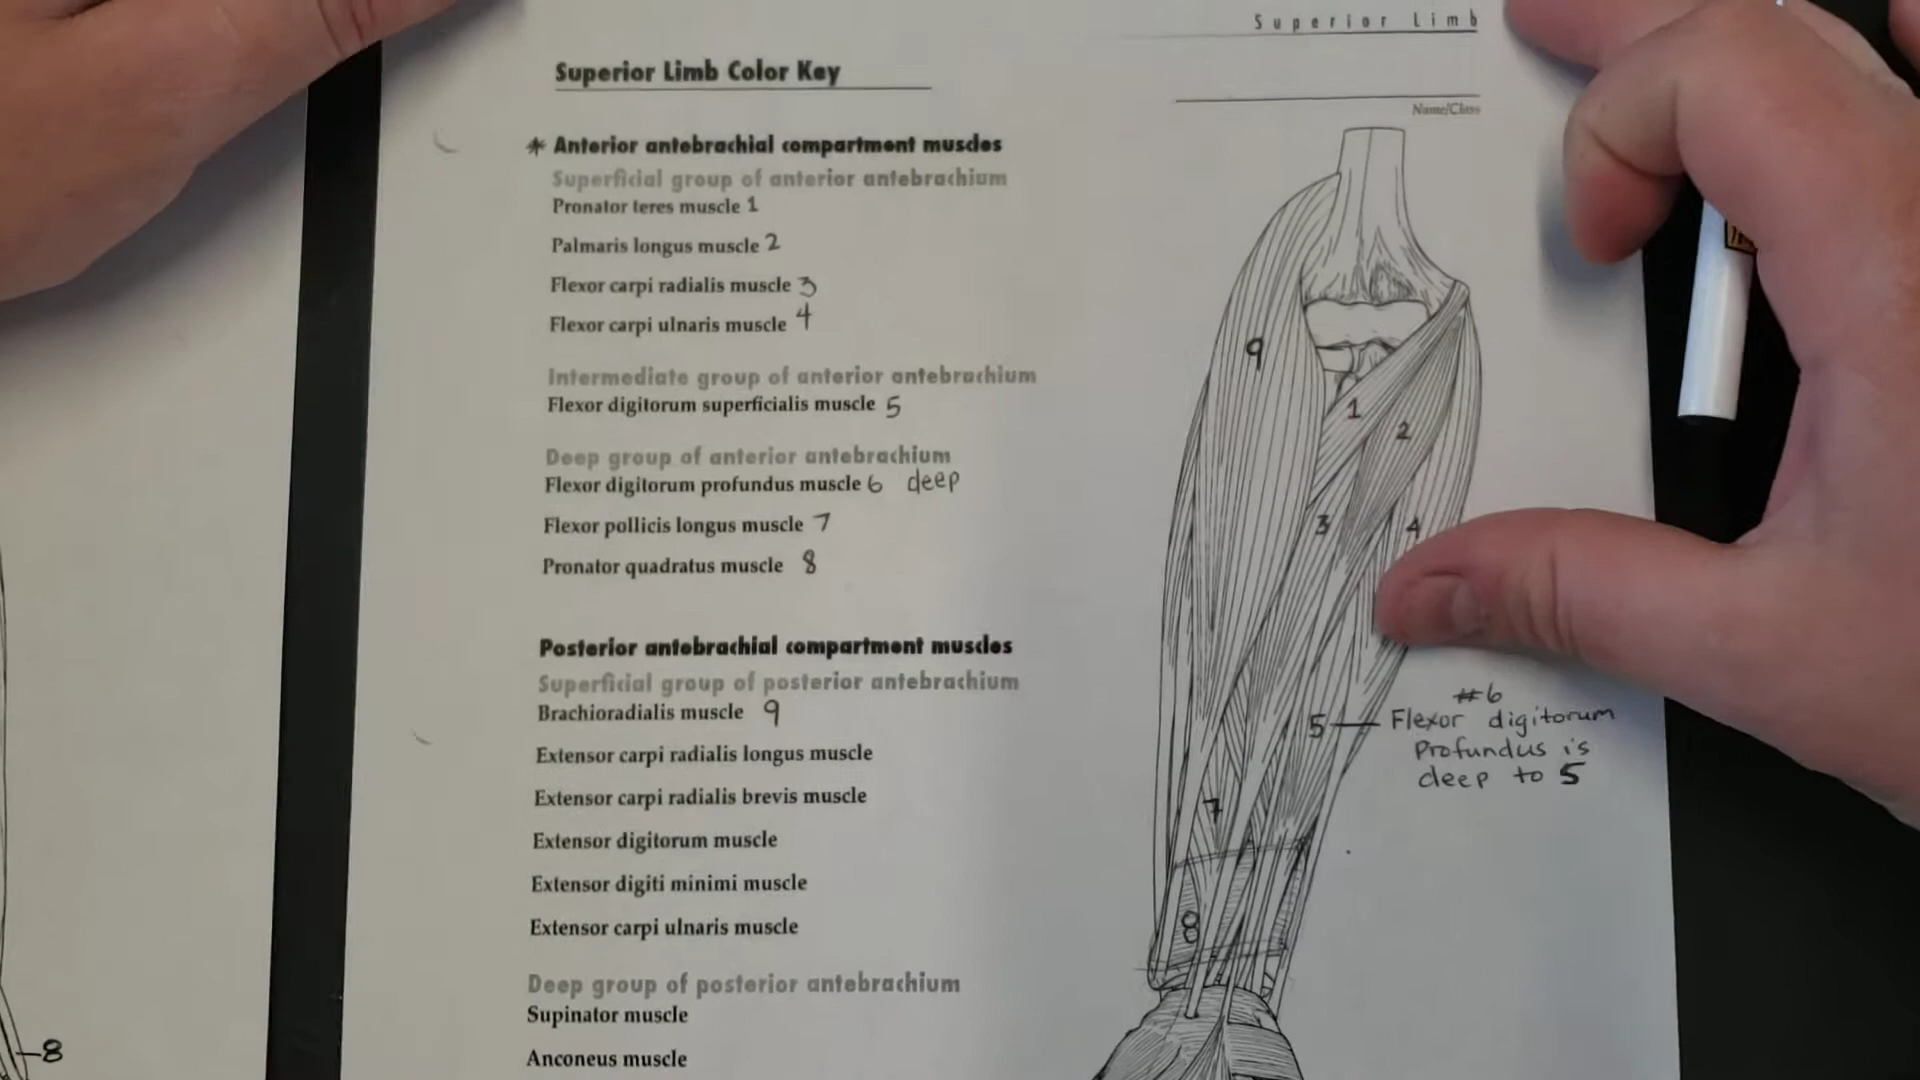 Superior Limb
Superior Limb Color Key
Name/Class
* Anterior antebrachial compartment muscles
Superficial group of anterior antebrachium
Pronator teres muscle 1
Palmaris longus muscle 2
Flexor carpi radialis muscle 3
Flexor carpi ulnaris muscle 4
Intermediate group of anterior antebrachium
Flexor digitorum superficialis muscle 5
Deep group of anterior antebrachium
Flexor digitorum profundus muscle 6 deep
Flexor pollicis longus muscle 7
Pronator quadratus muscle 8
Posterior antebrachial compartment muscles
Superficial group of posterior antebrachium
Brachioradialis muscle 9
Extensor carpi radialis longus muscle
Extensor carpi radialis brevis muscle
Extensor digitorum muscle
Extensor digiti minimi muscle
Extensor carpi ulnaris muscle
Deep group of posterior antebrachium
Supinator muscle
Anconeus muscle
9
1
2
3
4
#6
5 — Flexor digitorum
Profundus is
deep to 5
7
8
8